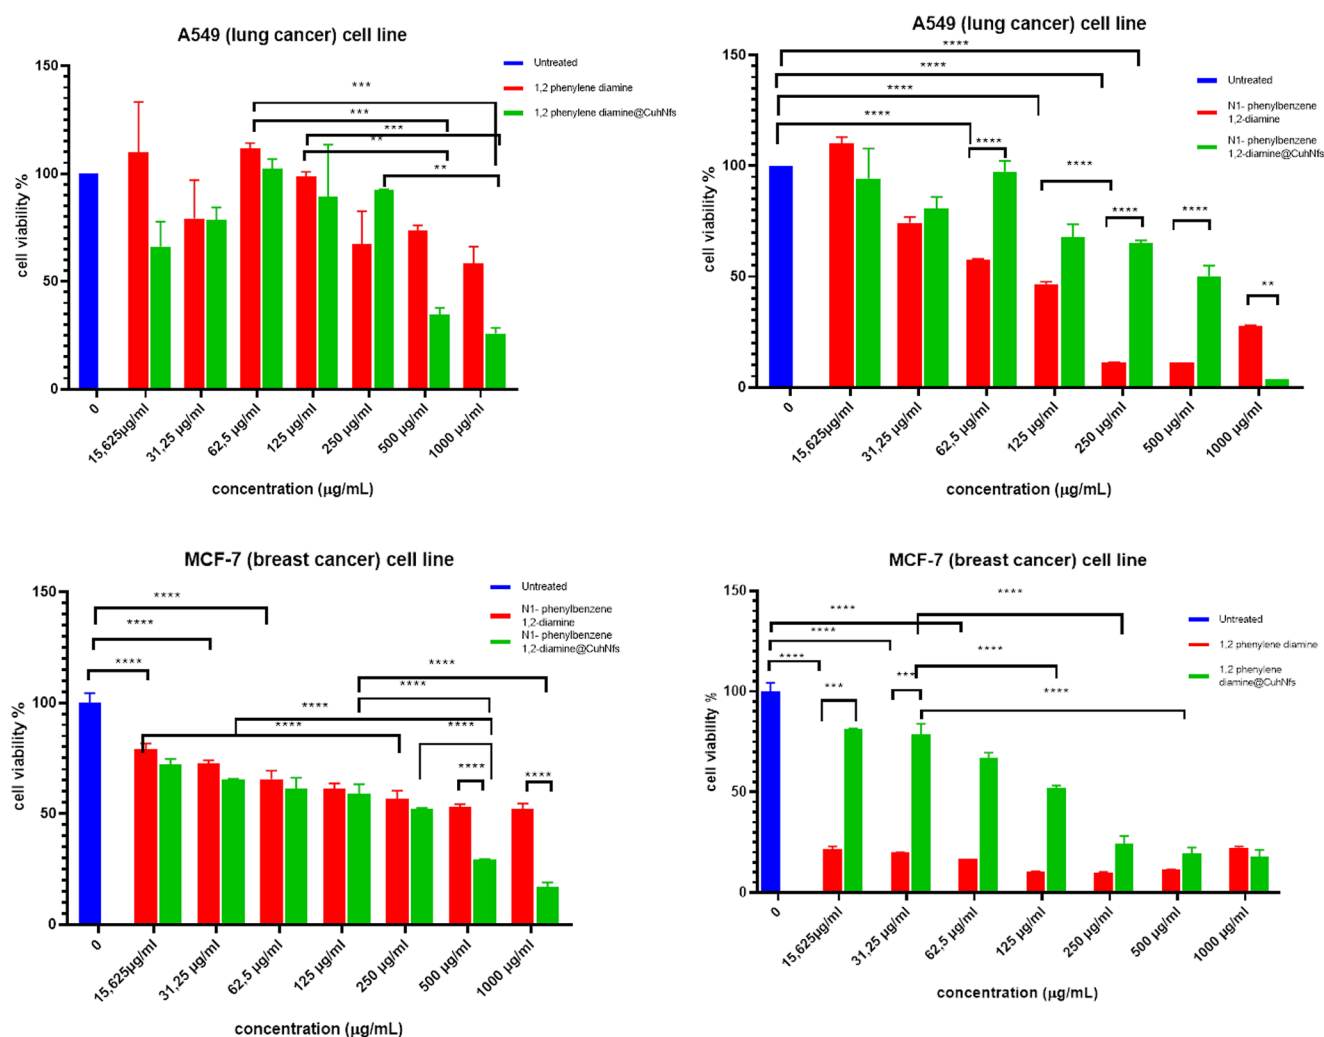 A549 (lung cancer) cell line
Untreated
1,2 phenylene diamine
1,2 phenylene diamine@CuhNfs
cell viability %
150
100
50
0
***
***
***
**
**
0
15,625µg/ml
31,25 µg/ml
62,5 µg/ml
125 µg/ml
250 µg/ml
500 µg/ml
1000 µg/ml
concentration (µg/mL)
A549 (lung cancer) cell line
Untreated
N1- phenylbenzene
1,2-diamine
N1- phenylbenzene
1,2-diamine@CuhNfs
cell viability %
150
100
50
0
****
****
****
****
****
****
****
****
**
0
15,625µg/ml
31,25 µg/ml
62,5 µg/ml
125 µg/ml
250 µg/ml
500 µg/ml
1000 µg/ml
concentration (µg/mL)
MCF-7 (breast cancer) cell line
Untreated
N1- phenylbenzene
1,2-diamine
N1- phenylbenzene
1,2-diamine@CuhNfs
cell viability %
150
100
50
0
****
****
****
****
****
****
****
****
****
****
0
15,625µg/ml
31,25 µg/ml
62,5 µg/ml
125 µg/ml
250 µg/ml
500 µg/ml
1000 µg/ml
concentration (µg/mL)
MCF-7 (breast cancer) cell line
Untreated
1,2 phenylene diamine
1,2 phenylene
diamine@CuhNfs
cell viability %
150
100
50
0
****
****
****
****
****
***
***
****
0
15,625µg/ml
31,25 µg/ml
62,5 µg/ml
125 µg/ml
250 µg/ml
500 µg/ml
1000 µg/ml
concentration (µg/mL)